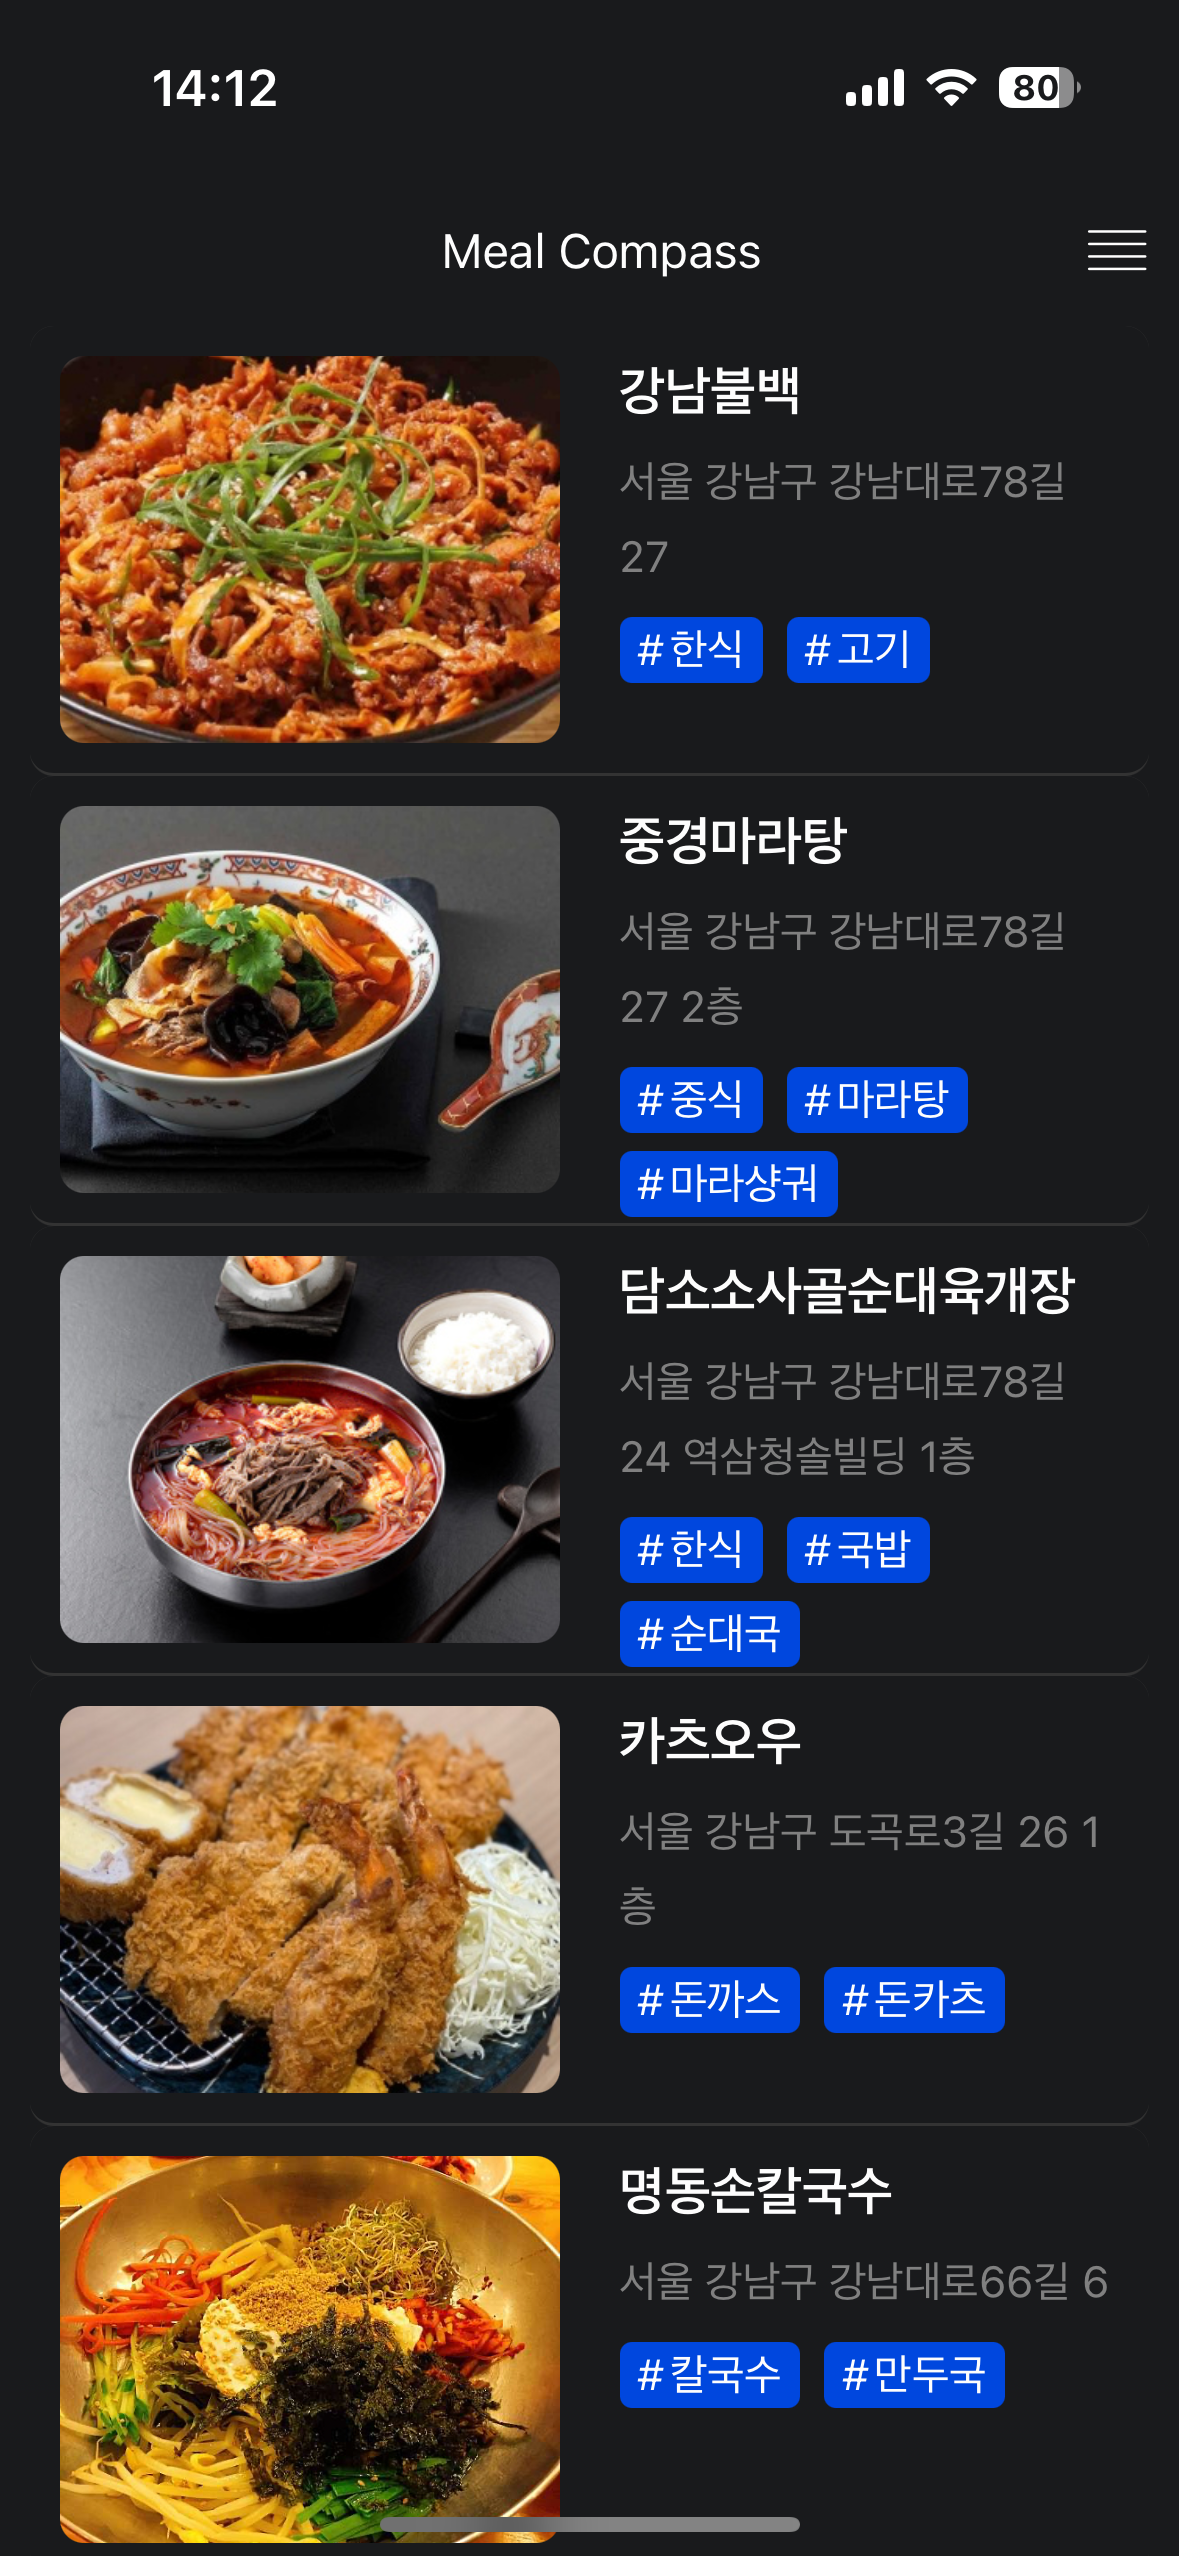 14:12
80
Meal Compass
강남불백
서울 강남구 강남대로78길
27
#한식 #고기
중경마라탕
서울 강남구 강남대로78길
27 2층
#중식 #마라탕
#마라샹궈
담소소사골순대육개장
서울 강남구 강남대로78길
24 역삼청솔빌딩 1층
#한식 #국밥
#순대국
카츠오우
서울 강남구 도곡로3길 26 1
층
#돈까스 #돈카츠
명동손칼국수
서울 강남구 강남대로66길 6
#칼국수 #만두국